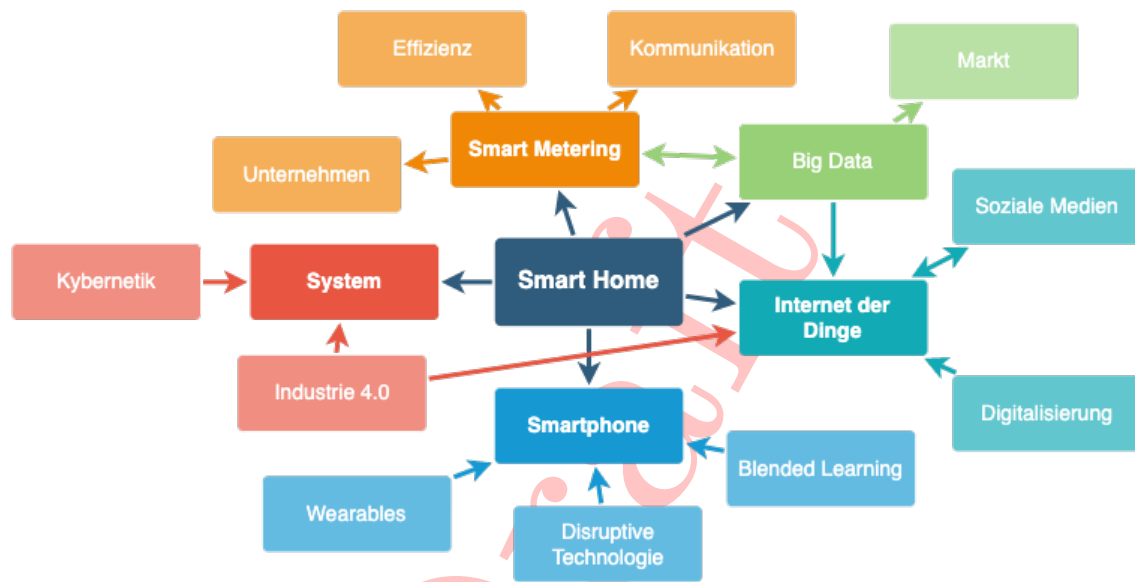 Effizienz
Kommunikation
Markt
Smart Metering
Big Data
Unternehmen
Soziale Medien
Kybernetik
System
Smart Home
Internet der
Dinge
Industrie 4.0
Digitalisierung
Smartphone
Blended Learning
Wearables
Disruptive
Technologie